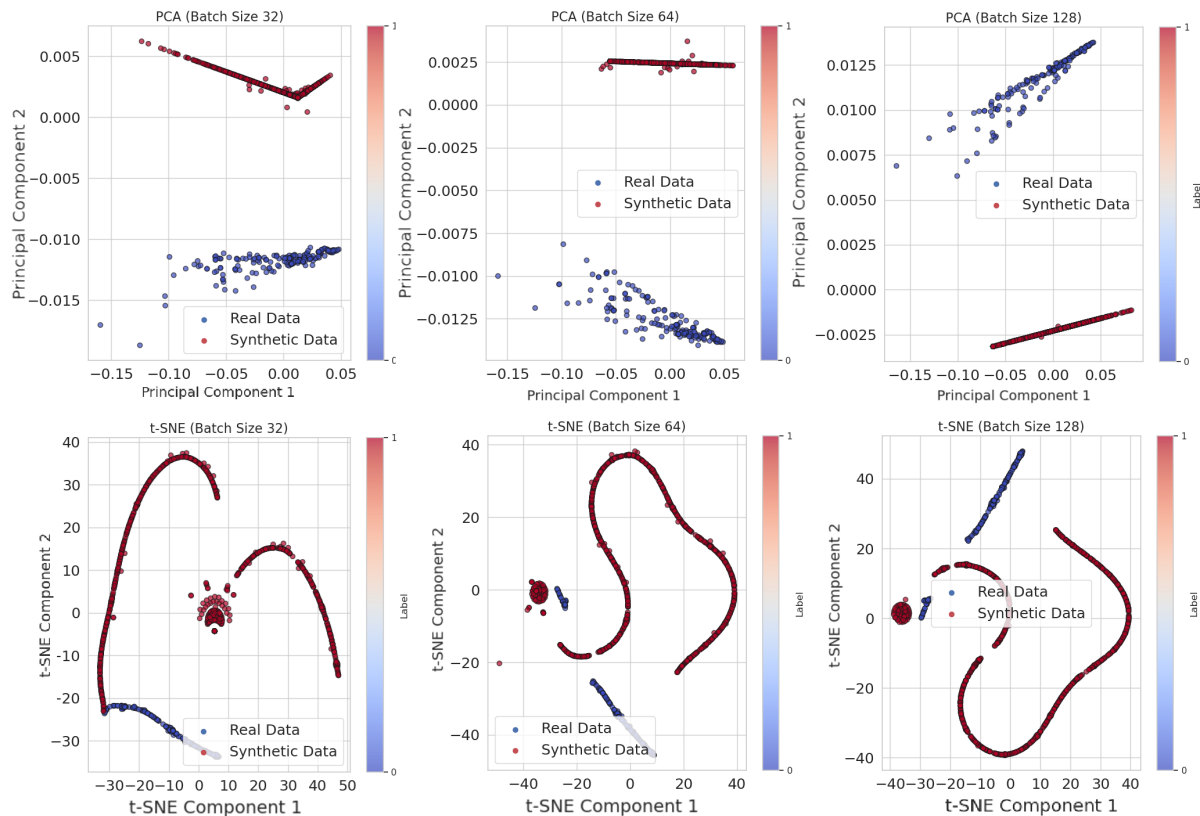 PCA (Batch Size 32)
Principal Component 2
0.005
0.000
−0.005
−0.010
−0.015
−0.15
−0.10
−0.05
0.00
0.05
Principal Component 1
Real Data
Synthetic Data
1
0
PCA (Batch Size 64)
Principal Component 2
0.0050
0.0025
0.0000
−0.0025
−0.0050
−0.0075
−0.0100
−0.0125
−0.15
−0.10
−0.05
0.00
0.05
Principal Component 1
Real Data
Synthetic Data
1
0
PCA (Batch Size 128)
Principal Component 2
0.0125
0.0100
0.0075
0.0050
0.0025
0.0000
−0.0025
−0.15
−0.10
−0.05
0.00
0.05
Principal Component 1
Real Data
Synthetic Data
1
Label
0
t-SNE (Batch Size 32)
t-SNE Component 2
40
30
20
10
0
−10
−20
−30
−30
−20
−10
0
10
20
30
40
50
t-SNE Component 1
Real Data
Synthetic Data
1
Label
0
t-SNE (Batch Size 64)
t-SNE Component 2
40
20
0
−20
−40
−40
−20
0
20
40
t-SNE Component 1
Real Data
Synthetic Data
1
Label
0
t-SNE (Batch Size 128)
t-SNE Component 2
40
20
0
−20
−40
−40
−30
−20
−10
0
10
20
30
40
t-SNE Component 1
Real Data
Synthetic Data
1
Label
0